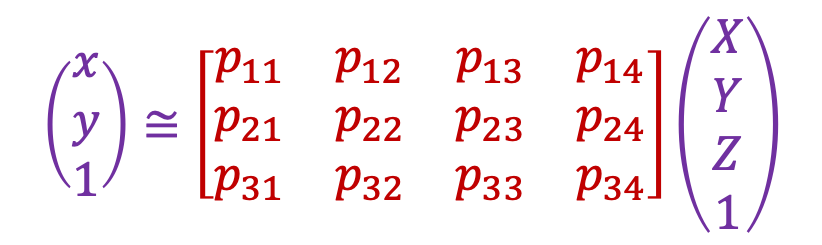 (x y 1) ≅ [p₁₁ p₁₂ p₁₃ p₁₄
p₂₁ p₂₂ p₂₃ p₂₄
p₃₁ p₃₂ p₃₃ p₃₄] (X Y Z 1)